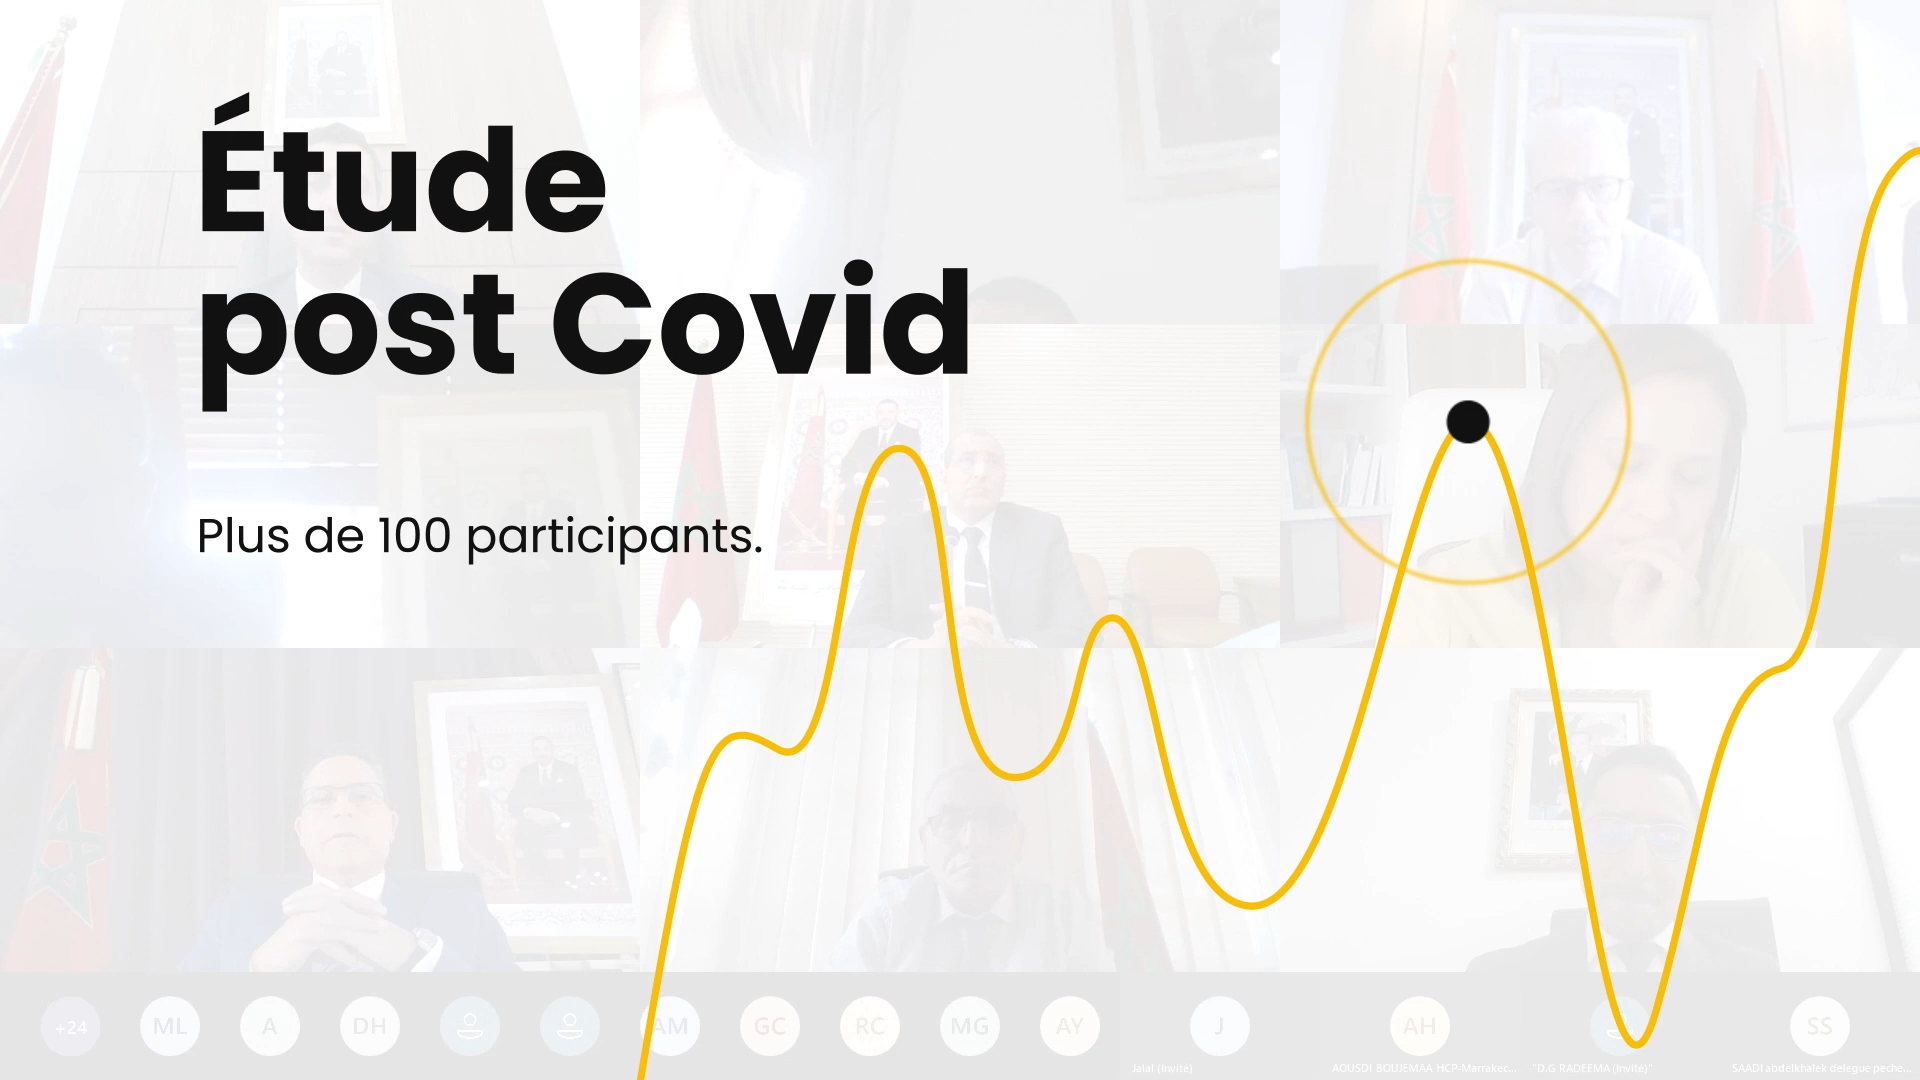 Étude
post Covid
Plus de 100 participants.
+24
ML
A
DH
AM
GC
RC
MG
AY
J
AH
SS
Jalal (Invité)
AOUSDI BOUJEMAA HCP-Marrakec...
"D.G RADEEMA (Invité)"
SAADI abdelkhalek delegue peche...